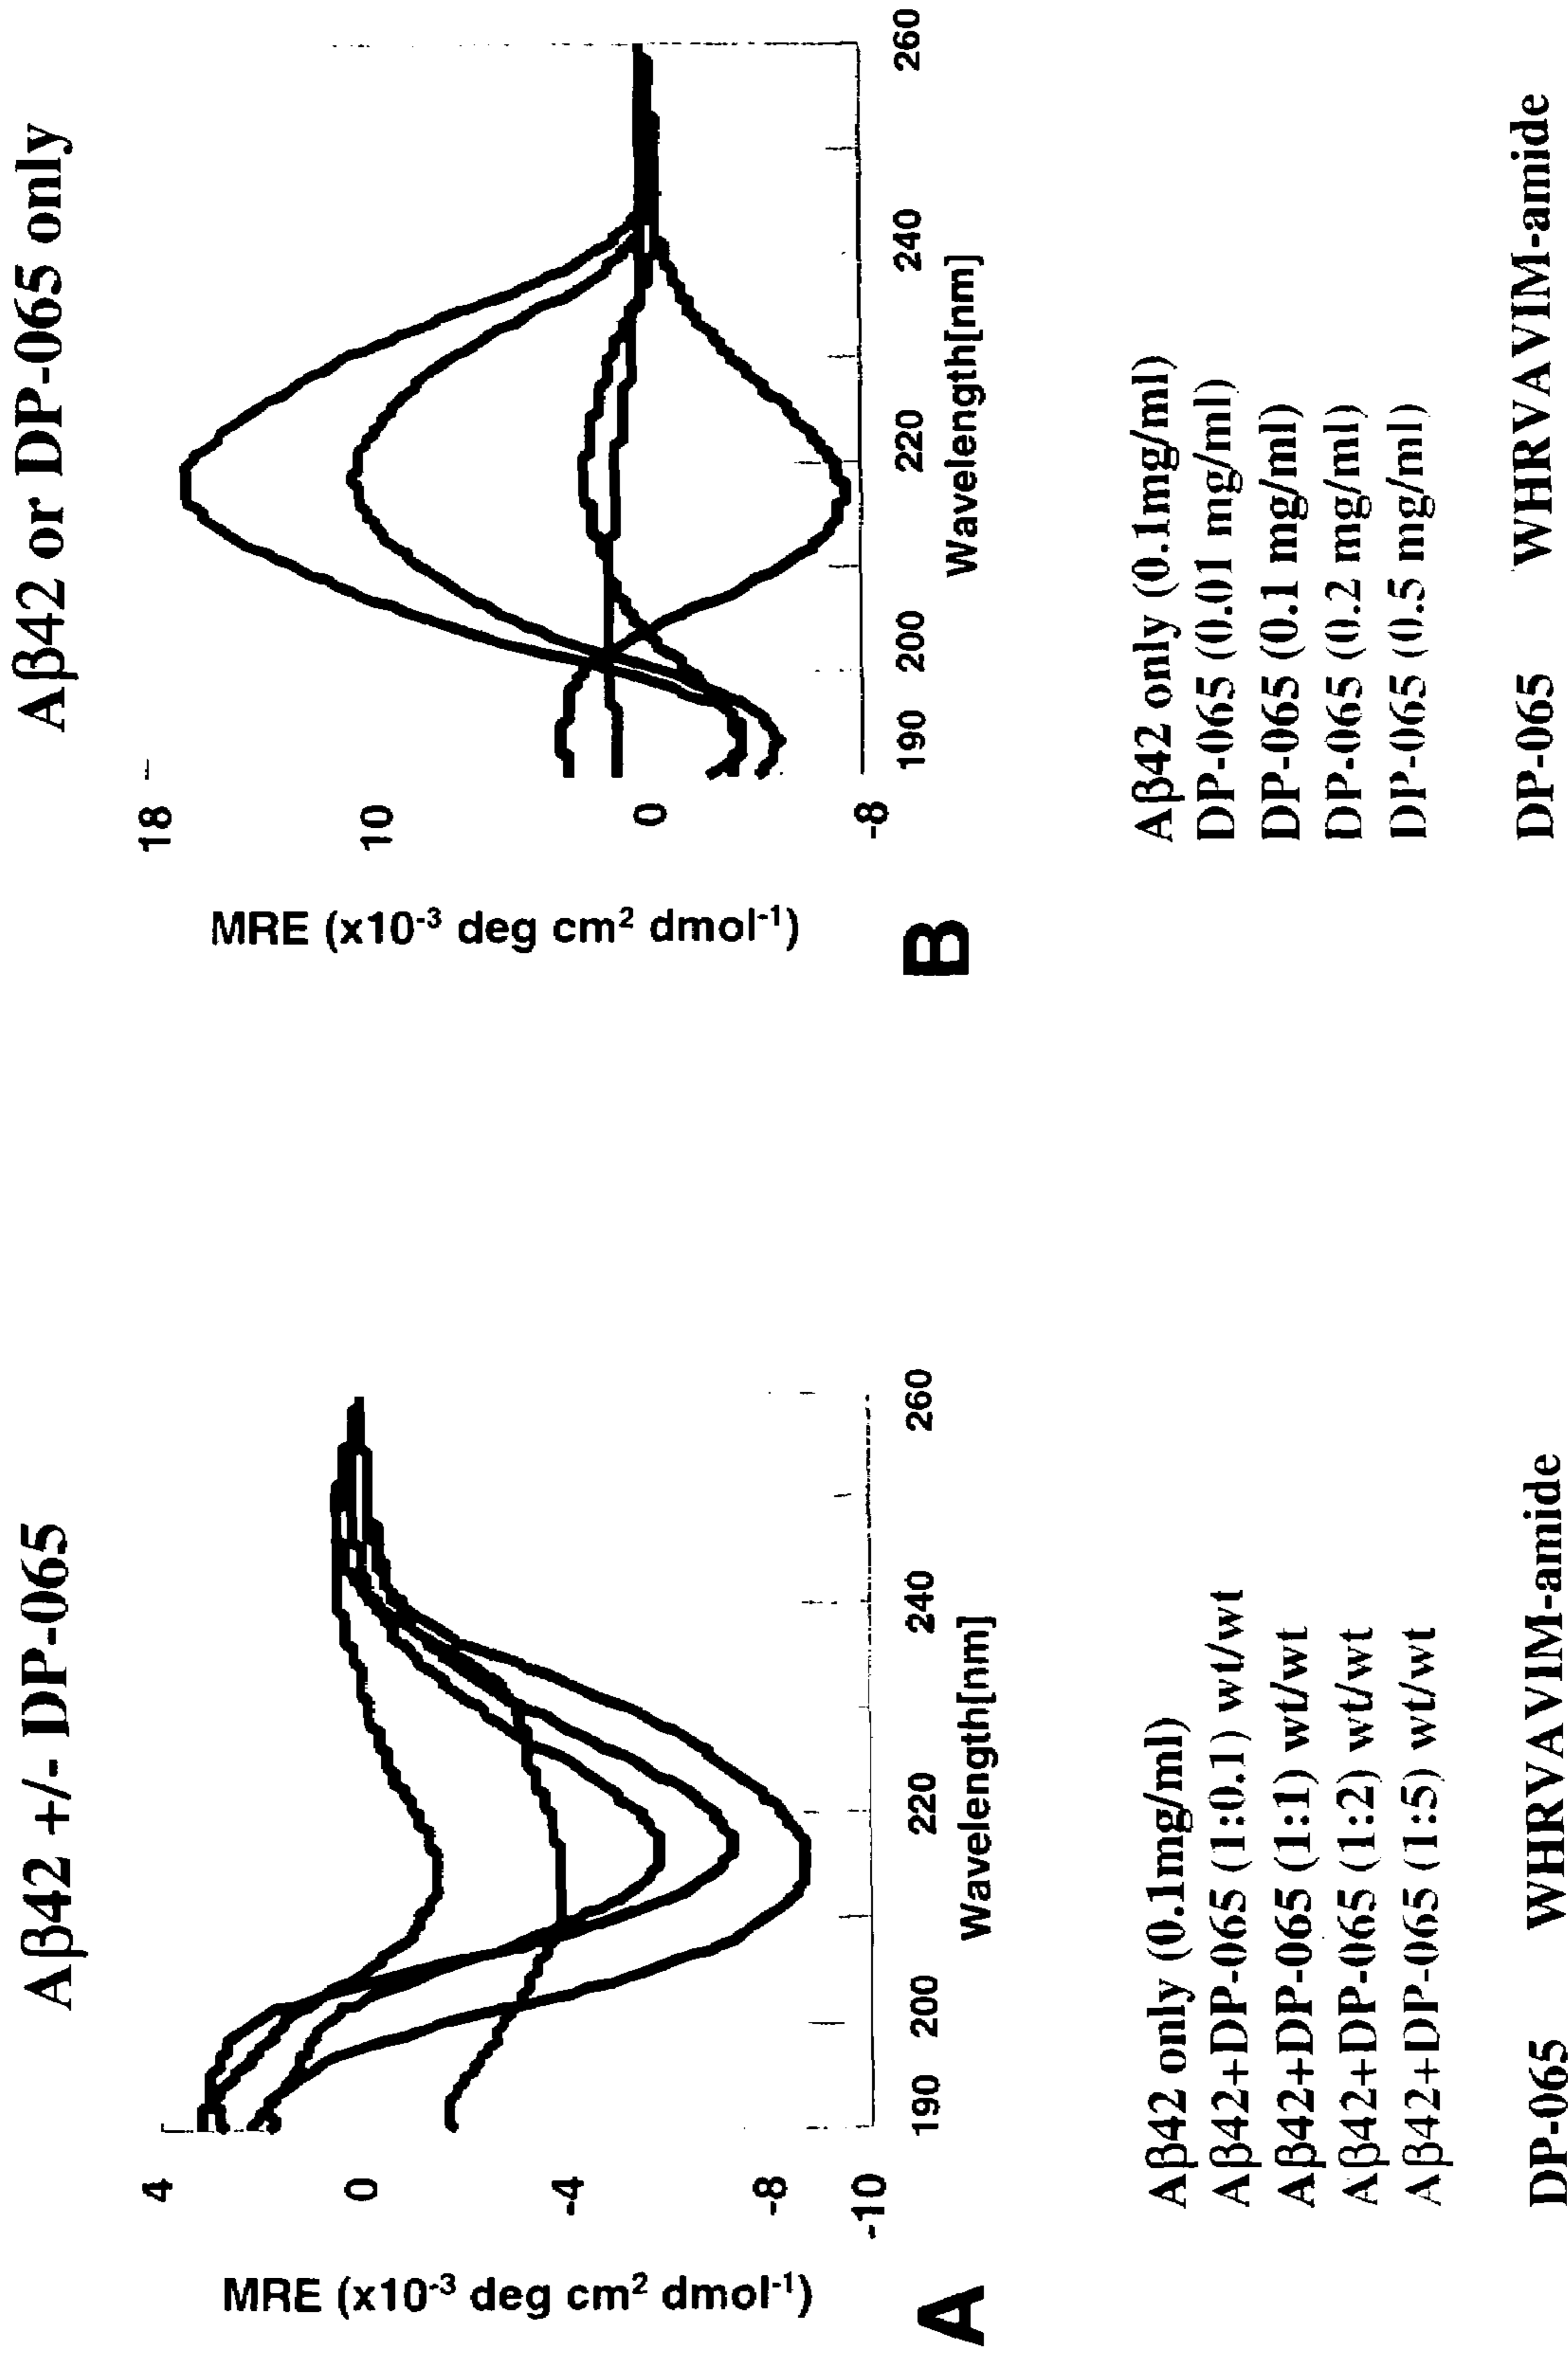 Aβ42 +/- DP-065
4
0
-4
-8
-10
MRE (x10⁻³ deg cm² dmol⁻¹)
190
200
220
240
260
Wavelength[nm]
A
Aβ42 only (0.1mg/ml)
Aβ42+DP-065 (1:0.1) wt/wt
Aβ42+DP-065 (1:1) wt/wt
Aβ42+DP-065 (1:2) wt/wt
Aβ42+DP-065 (1:5) wt/wt
DP-065 WHRVAVIM-amide
Aβ42 or DP-065 only
18
10
0
-8
MRE (x10⁻³ deg cm² dmol⁻¹)
190
200
220
240
260
Wavelength[nm]
B
Aβ42 only (0.1mg/ml)
DP-065 (0.01 mg/ml)
DP-065 (0.1 mg/ml)
DP-065 (0.2 mg/ml)
DP-065 (0.5 mg/ml)
DP-065 WHRVAVIM-amide